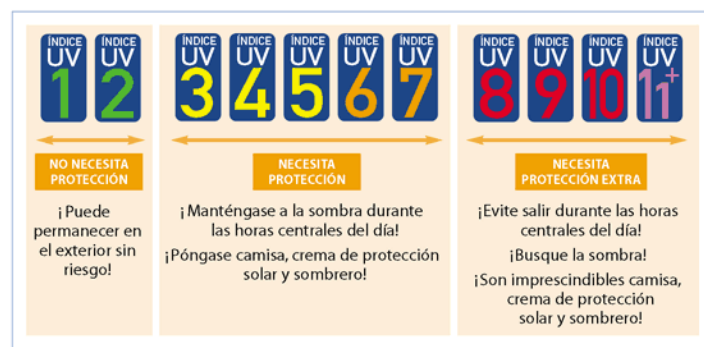 ÍNDICE UV 1
ÍNDICE UV 2
ÍNDICE UV 3
ÍNDICE UV 4
ÍNDICE UV 5
ÍNDICE UV 6
ÍNDICE UV 7
ÍNDICE UV 8
ÍNDICE UV 9
ÍNDICE UV 10
ÍNDICE UV 11+
NO NECESITA
PROTECCIÓN
¡Puede
permanecer en
el exterior sin
riesgo!
NECESITA
PROTECCIÓN
¡Manténgase a la sombra durante
las horas centrales del día!
¡Póngase camisa, crema de protección
solar y sombrero!
NECESITA
PROTECCIÓN EXTRA
¡Evite salir durante las horas
centrales del día!
¡Busque la sombra!
¡Son imprescindibles camisa,
crema de protección
solar y sombrero!